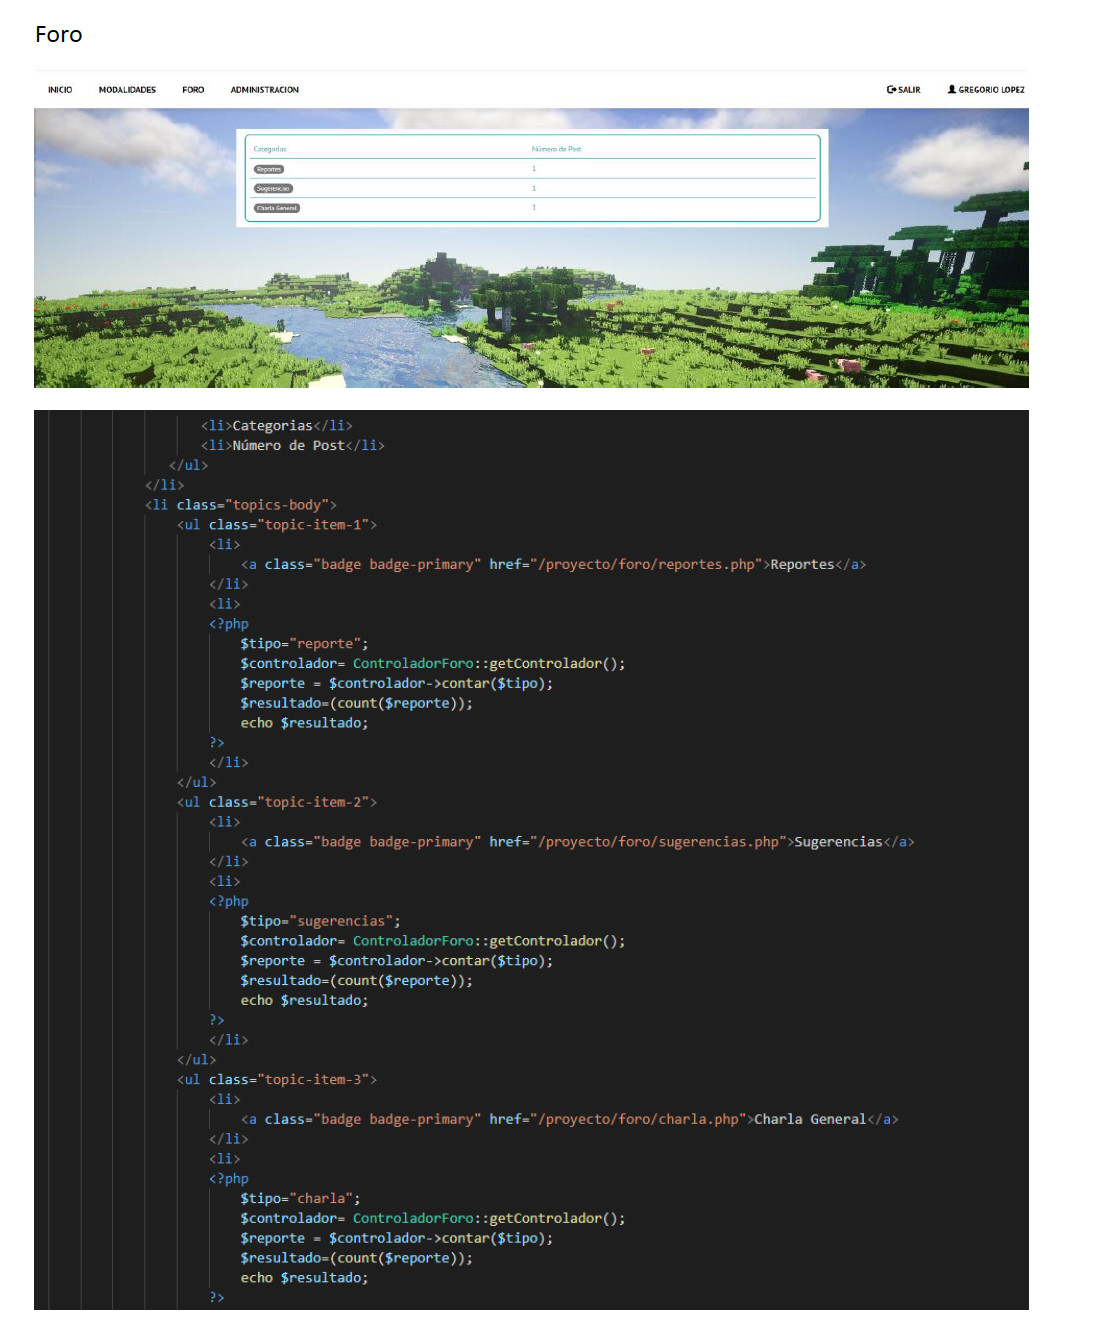 Foro
INICIO MODALIDADES FORO ADMINISTRACION SALIR GREGORIO LOPEZ
Categorias Número de Post
Reportes 1
Sugerencias 1
Charla General 1
<li>Categorias</li>
<li>Número de Post</li>
</ul>
</li>
<li class="topics-body">
<ul class="topic-item-1">
<li>
<a class="badge badge-primary" href="/proyecto/foro/reportes.php">Reportes</a>
</li>
<li>
<?php
$tipo="reporte";
$controlador= ControladorForo::getControlador();
$reporte = $controlador->contar($tipo);
$resultado=(count($reporte));
echo $resultado;
?>
</li>
</ul>
<ul class="topic-item-2">
<li>
<a class="badge badge-primary" href="/proyecto/foro/sugerencias.php">Sugerencias</a>
</li>
<li>
<?php
$tipo="sugerencias";
$controlador= ControladorForo::getControlador();
$reporte = $controlador->contar($tipo);
$resultado=(count($reporte));
echo $resultado;
?>
</li>
</ul>
<ul class="topic-item-3">
<li>
<a class="badge badge-primary" href="/proyecto/foro/charla.php">Charla General</a>
</li>
<li>
<?php
$tipo="charla";
$controlador= ControladorForo::getControlador();
$reporte = $controlador->contar($tipo);
$resultado=(count($reporte));
echo $resultado;
?>